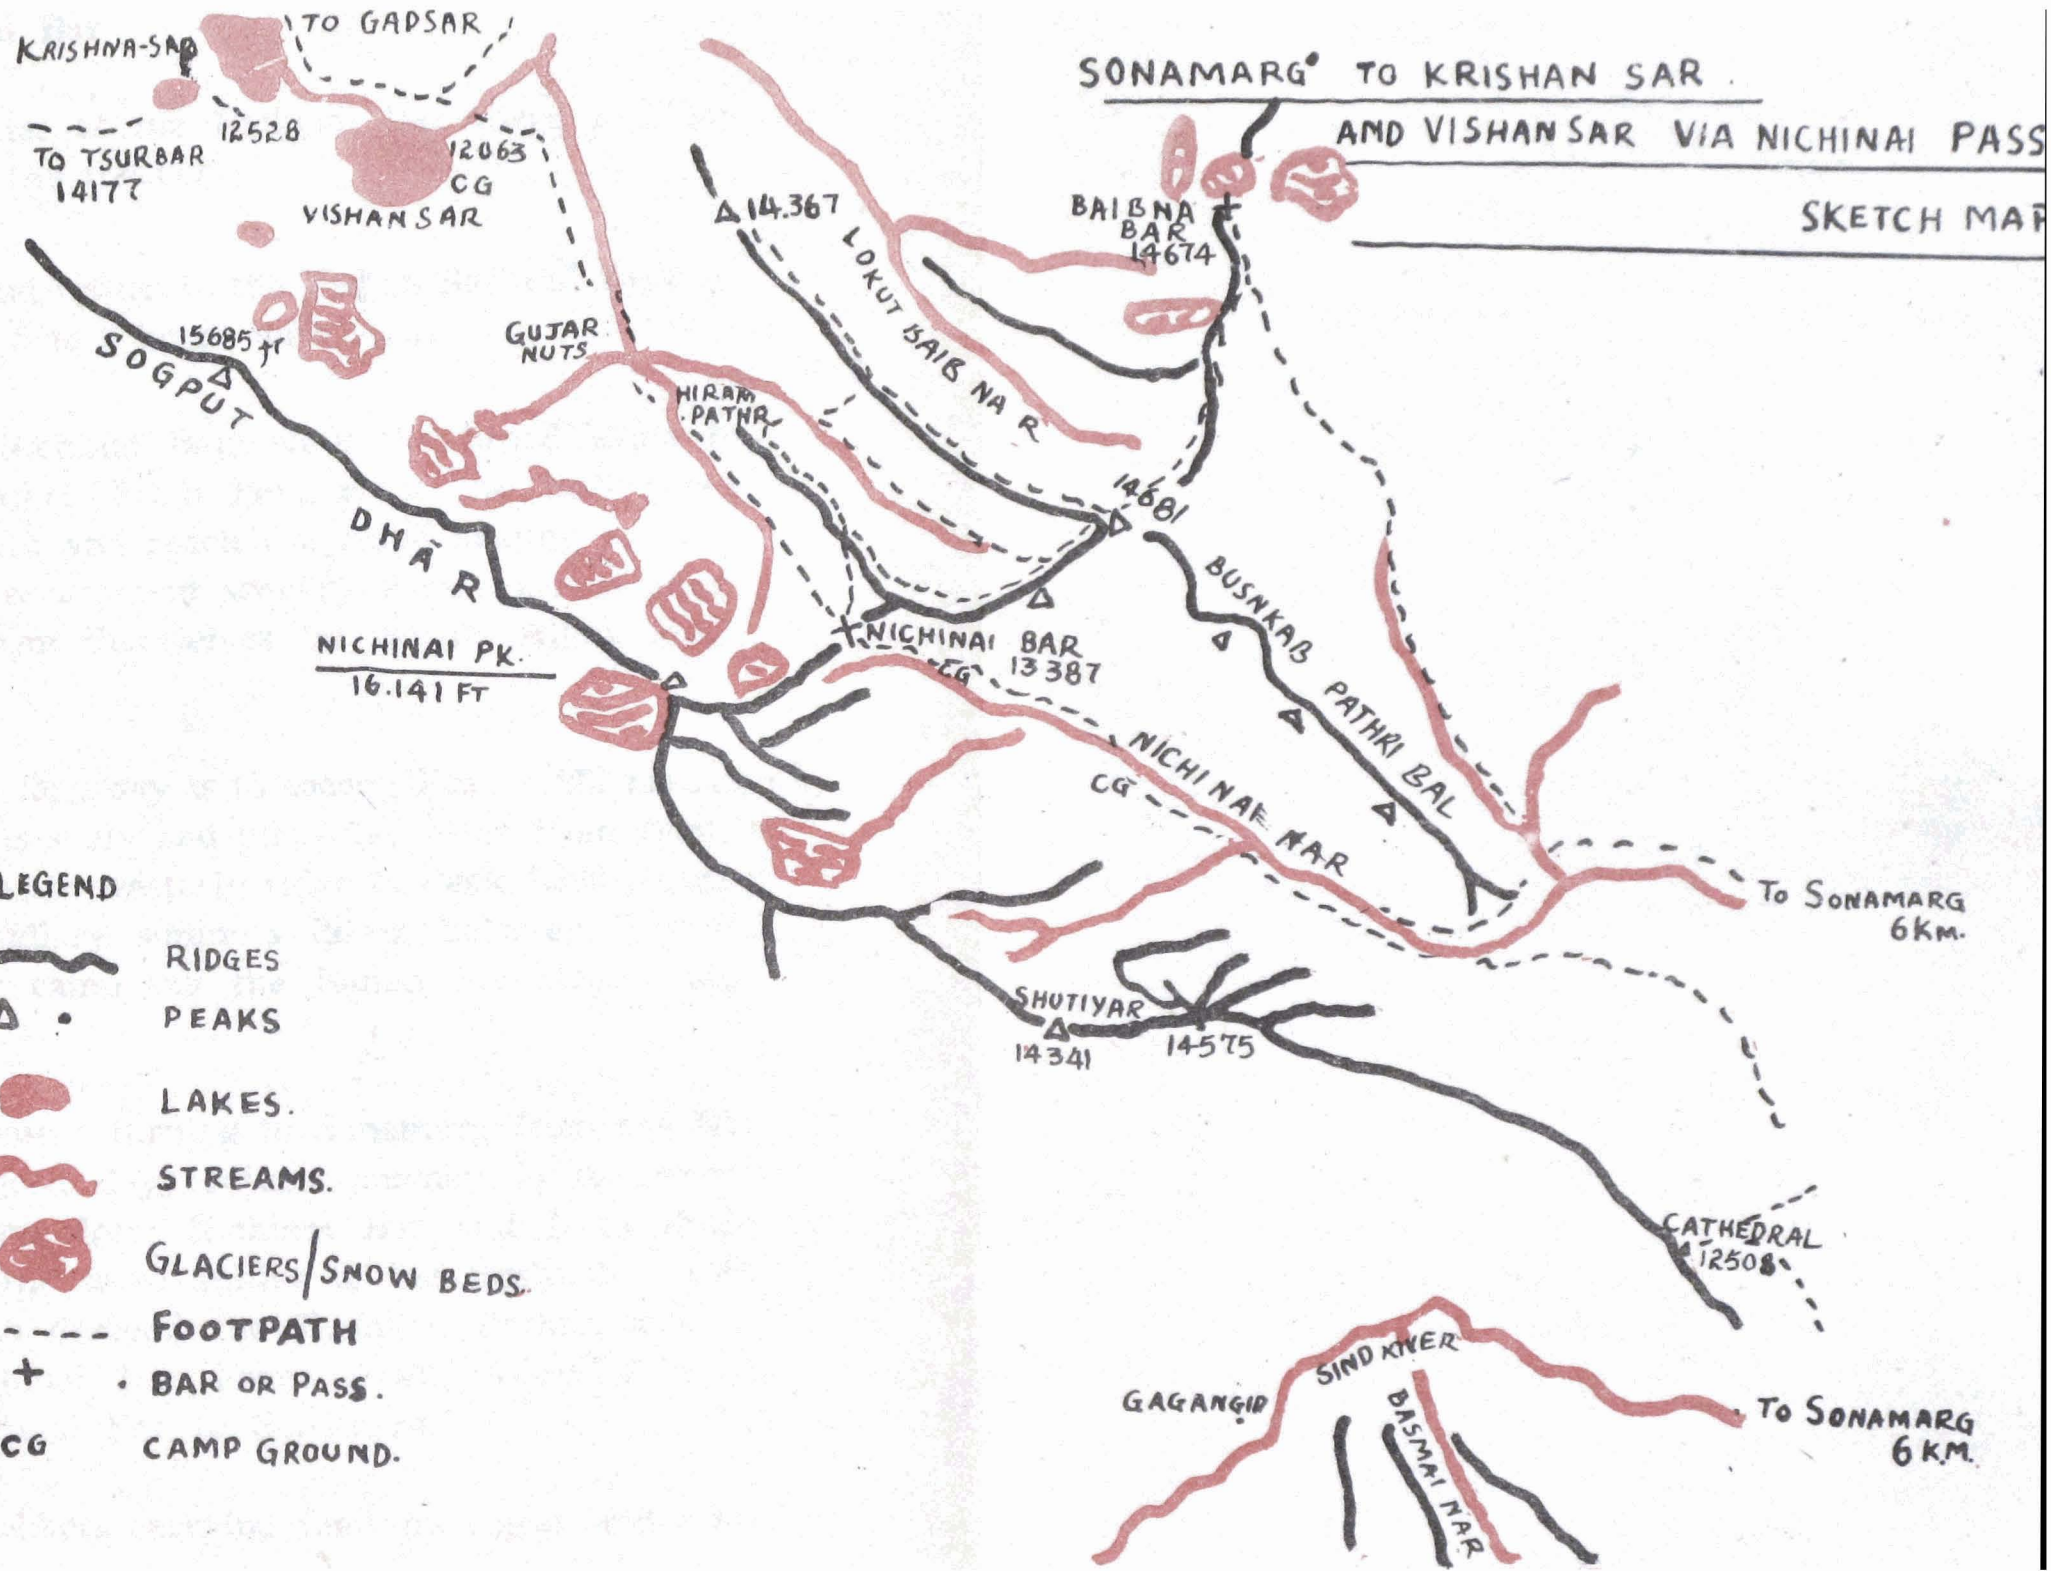 SONAMARG TO KRISHAN SAR.
AND VISHANSAR VIA NICHINAI PASS
SKETCH MAP
KRISHNA-SAR
TO GADSAR
12528
TO TSURBAR
14177
12063
CG
VISHANSAR
14.367
BAIBNA
BAR
14674
LOKUT BAIB NAR
15685 ft
SOGPUT
DHĀR
GUJAR
NUTS
HIRAM
PATHRI
14681
NICHINAI PK.
16.141 FT
NICHINAI BAR
13387
CG
BUSNKAB PATHRI BAL
NICHINAI NAR
CG
TO SONAMARG
6 KM.
SHUTIYAR
14341
14575
CATHEDRAL
12508
SIND RIVER
GAGANGID
BASMAI NAR
TO SONAMARG
6 K.M.
LEGEND
RIDGES
PEAKS
LAKES.
STREAMS.
GLACIERS/SNOW BEDS.
FOOTPATH
BAR OR PASS.
CG CAMP GROUND.